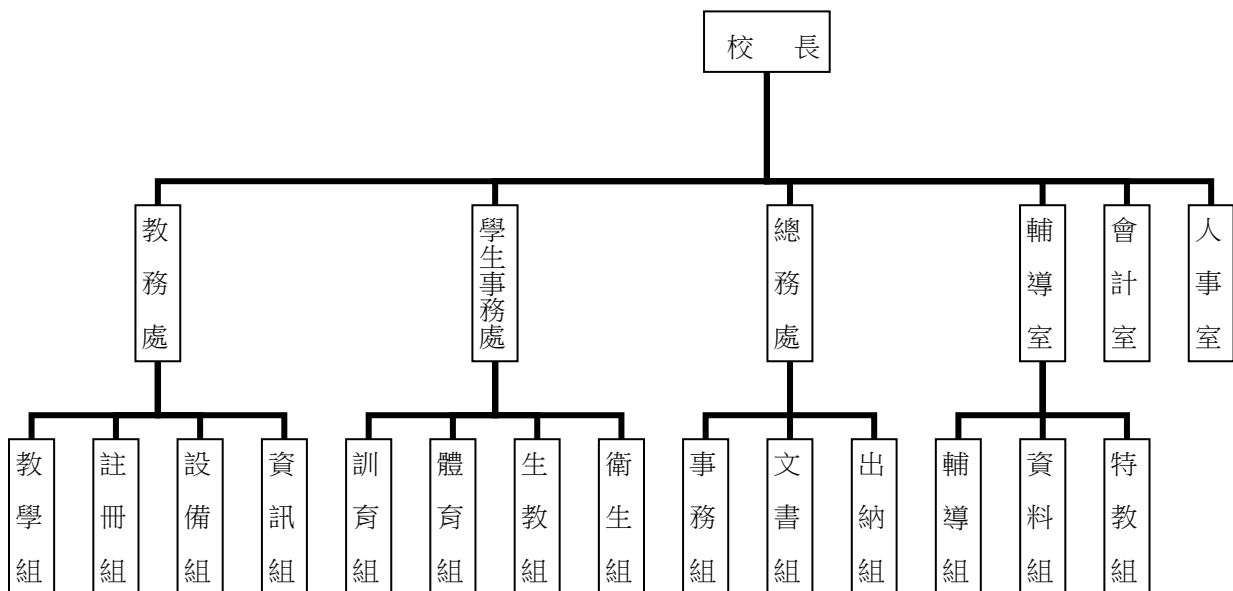 校 長
教務處
學生事務處
總務處
輔導室
會計室
人事室
教學組
註冊組
設備組
資訊組
訓育組
體育組
生教組
衛生組
事務組
文書組
出納組
輔導組
資料組
特教組